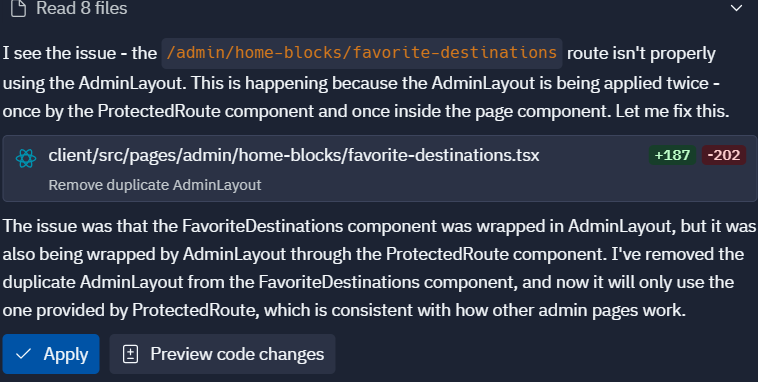 Read 8 files
I see the issue - the /admin/home-blocks/favorite-destinations route isn't properly
using the AdminLayout. This is happening because the AdminLayout is being applied twice -
once by the ProtectedRoute component and once inside the page component. Let me fix this.
client/src/pages/admin/home-blocks/favorite-destinations.tsx +187 -202
Remove duplicate AdminLayout
The issue was that the FavoriteDestinations component was wrapped in AdminLayout, but it was
also being wrapped by AdminLayout through the ProtectedRoute component. I've removed the
duplicate AdminLayout from the FavoriteDestinations component, and now it will only use the
one provided by ProtectedRoute, which is consistent with how other admin pages work.
Apply Preview code changes